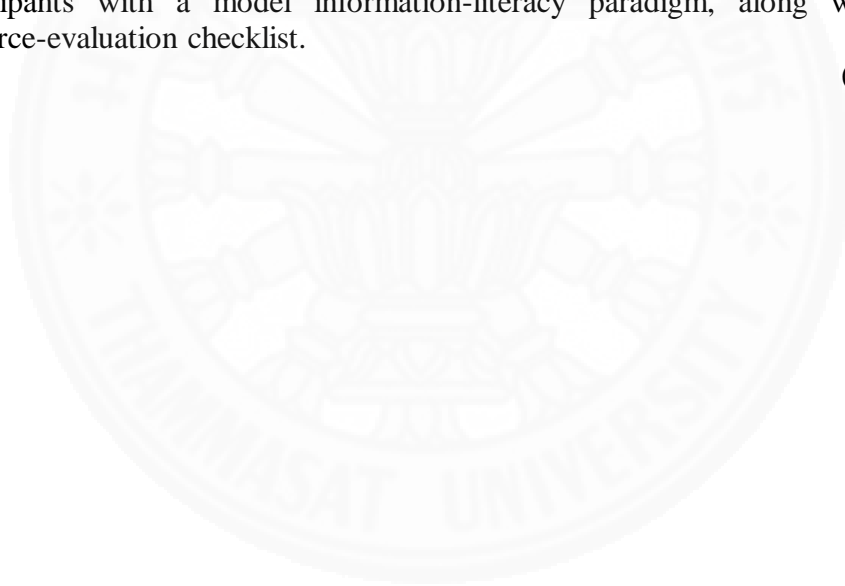 ipants with a model information-literacy paradigm, along w
rce-evaluation checklist.
(
THAMMASAT UNIVERSITY